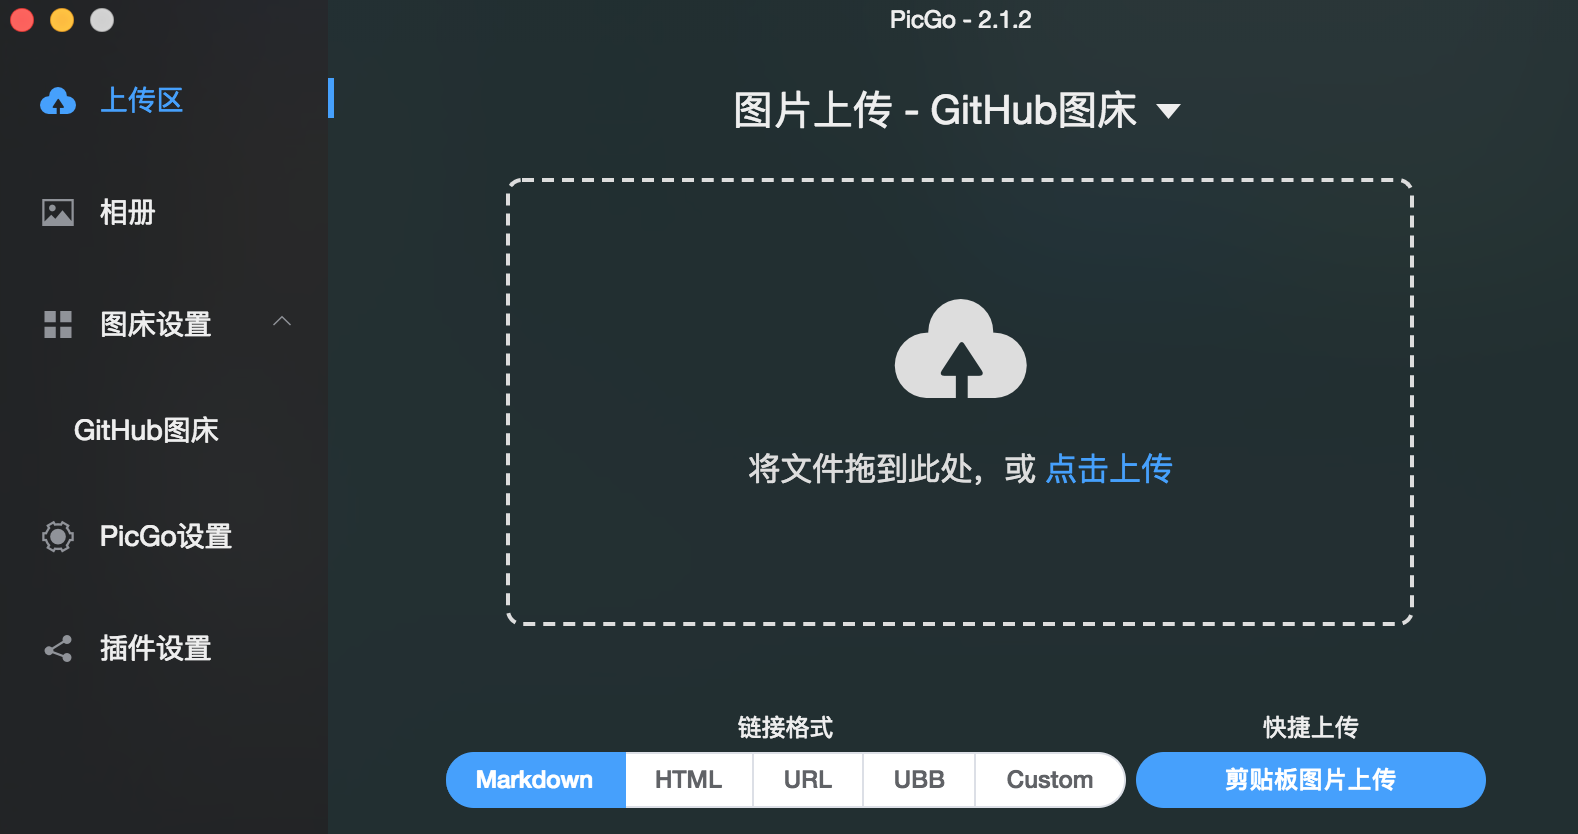 PicGo - 2.1.2
上传区
相册
图床设置
GitHub图床
PicGo设置
插件设置
图片上传 - GitHub图床
将文件拖到此处，或 点击上传
链接格式
Markdown HTML URL UBB Custom
快捷上传
剪贴板图片上传